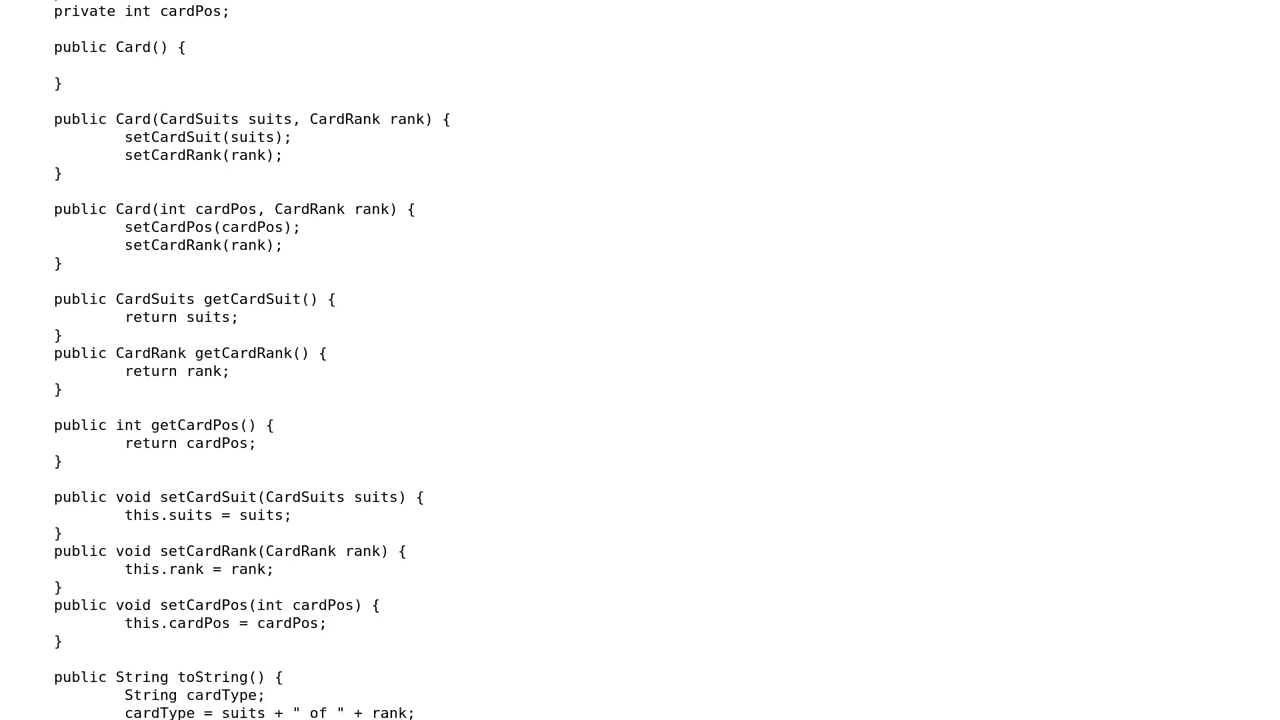 private int cardPos;
public Card() {
}
public Card(CardSuits suits, CardRank rank) {
setCardSuit(suits);
setCardRank(rank);
}
public Card(int cardPos, CardRank rank) {
setCardPos(cardPos);
setCardRank(rank);
}
public CardSuits getCardSuit() {
return suits;
}
public CardRank getCardRank() {
return rank;
}
public int getCardPos() {
return cardPos;
}
public void setCardSuit(CardSuits suits) {
this.suits = suits;
}
public void setCardRank(CardRank rank) {
this.rank = rank;
}
public void setCardPos(int cardPos) {
this.cardPos = cardPos;
}
public String toString() {
String cardType;
cardType = suits + " of " + rank;